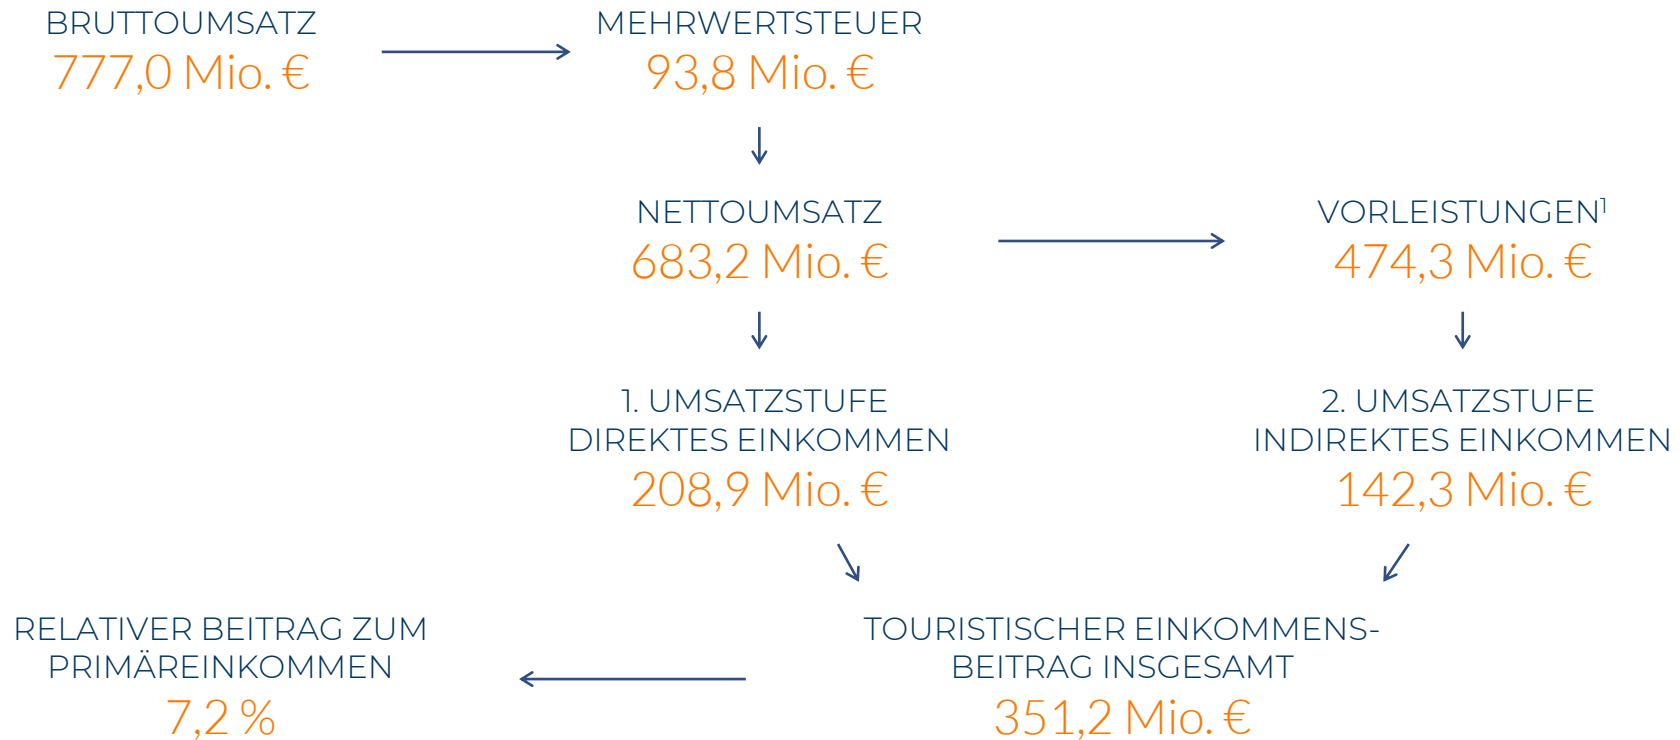 BRUTTOUMSATZ
777,0 Mio. €
MEHRWERTSTEUER
93,8 Mio. €
NETTOUMSATZ
683,2 Mio. €
VORLEISTUNGEN¹
474,3 Mio. €
1. UMSATZSTUFE
DIREKTES EINKOMMEN
208,9 Mio. €
2. UMSATZSTUFE
INDIREKTES EINKOMMEN
142,3 Mio. €
TOURISTISCHER EINKOMMENS-
BEITRAG INSGESAMT
351,2 Mio. €
RELATIVER BEITRAG ZUM
PRIMÄREINKOMMEN
7,2 %